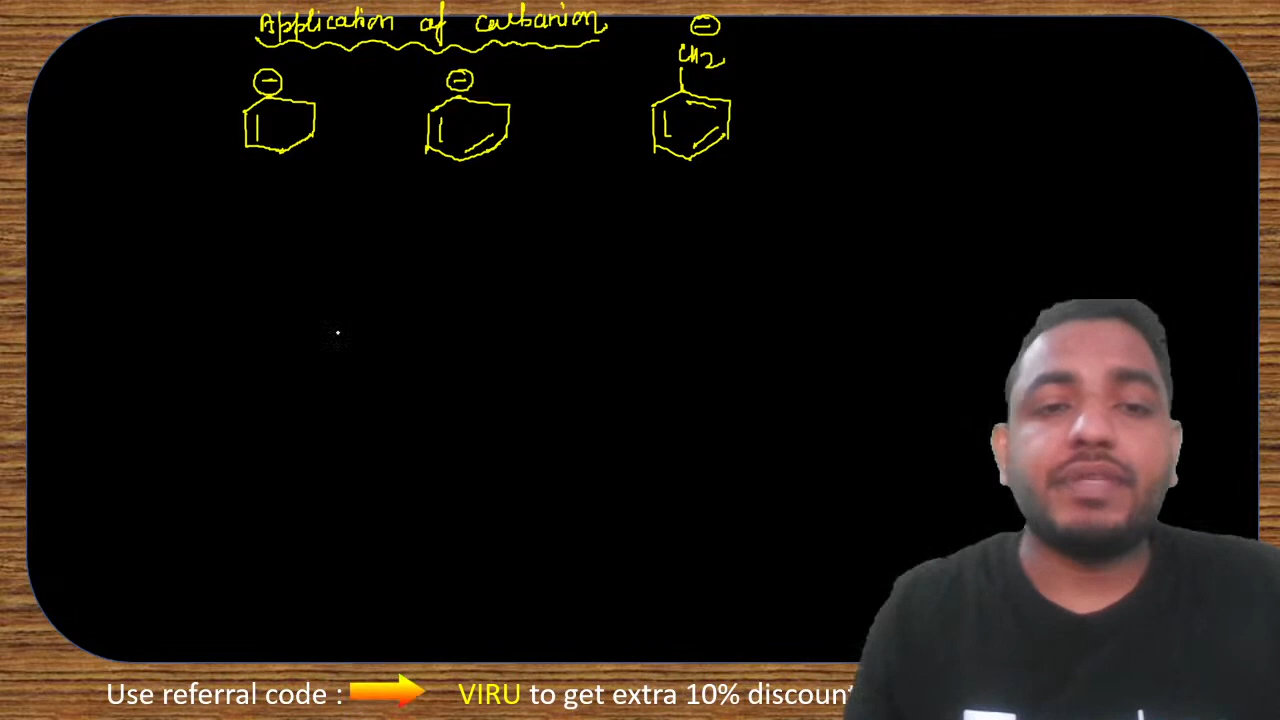 Application of carbanion
⊖
CH2
⊖ ⊖
Use referral code : VIRU to get extra 10% discount